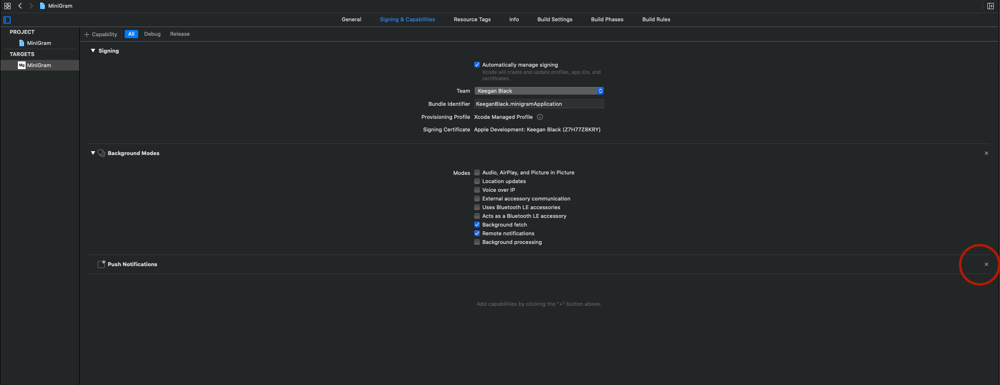 MiniGram
General Signing & Capabilities Resource Tags Info Build Settings Build Phases Build Rules
PROJECT
MiniGram
TARGETS
Mg MiniGram
+ Capability All Debug Release
Signing
Automatically manage signing
Xcode will create and update profiles, app IDs, and
certificates.
Team Keegan Black
Bundle Identifier KeeganBlack.minigramApplication
Provisioning Profile Xcode Managed Profile
Signing Certificate Apple Development: Keegan Black (Z7H77Z8KRY)
Background Modes
Modes Audio, AirPlay, and Picture in Picture
Location updates
Voice over IP
External accessory communication
Uses Bluetooth LE accessories
Acts as a Bluetooth LE accessory
Background fetch
Remote notifications
Background processing
Push Notifications
Add capabilities by clicking the "+" button above.